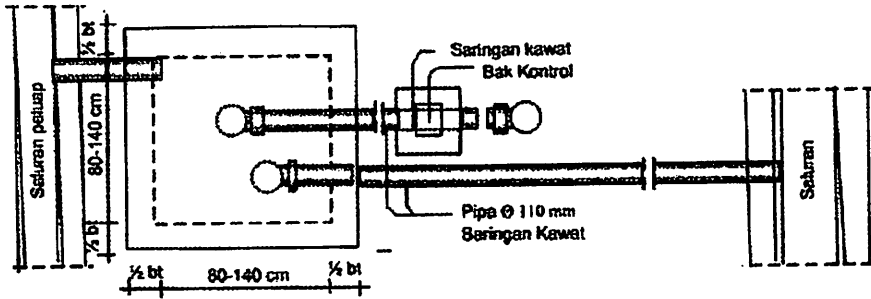 Saringan kawat
Bak Kontrol
Saluran peluap
½ bt
80-140 cm
½ bt
Saluran
Pipa Ø 110 mm
Saringan Kawat
½ bt
80-140 cm
½ bt